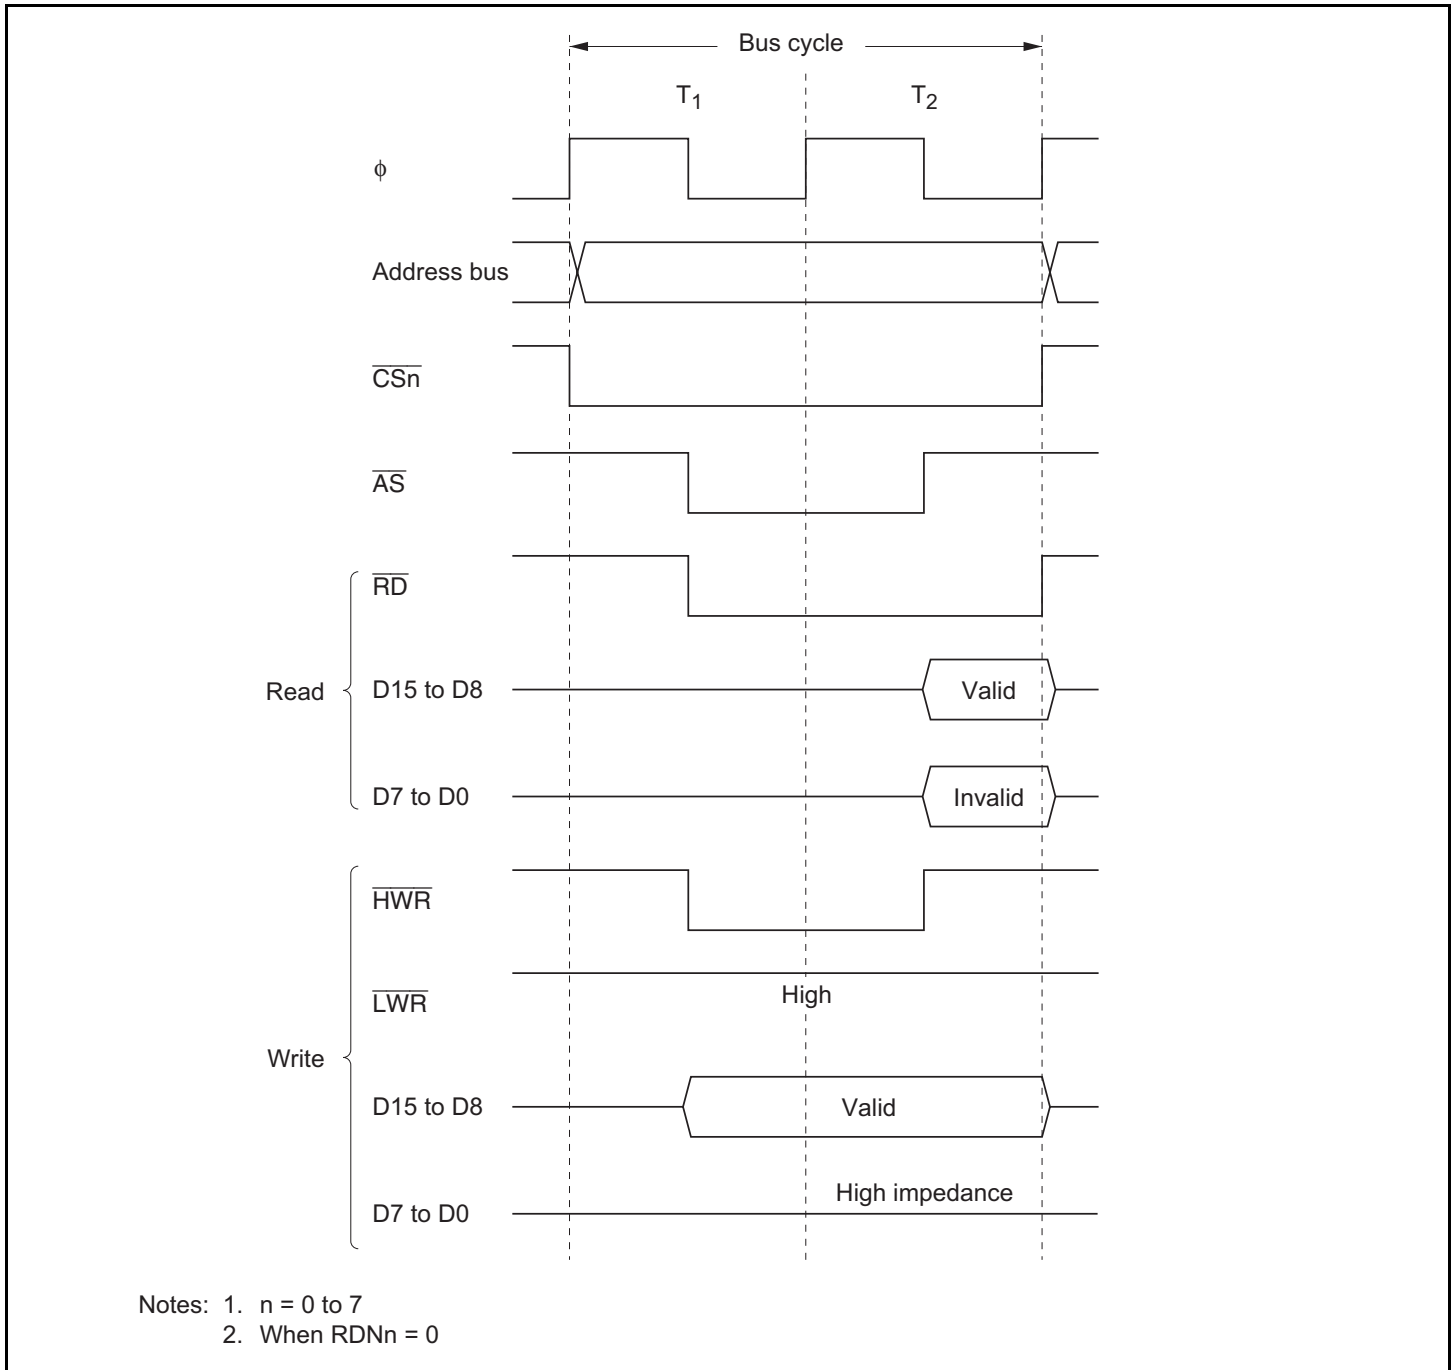 Bus cycle
T1 T2
ϕ
Address bus
CSn
AS
RD
Read D15 to D8 Valid
D7 to D0 Invalid
HWR
LWR High
Write
D15 to D8 Valid
High impedance
D7 to D0
Notes: 1. n = 0 to 7
2. When RDNn = 0